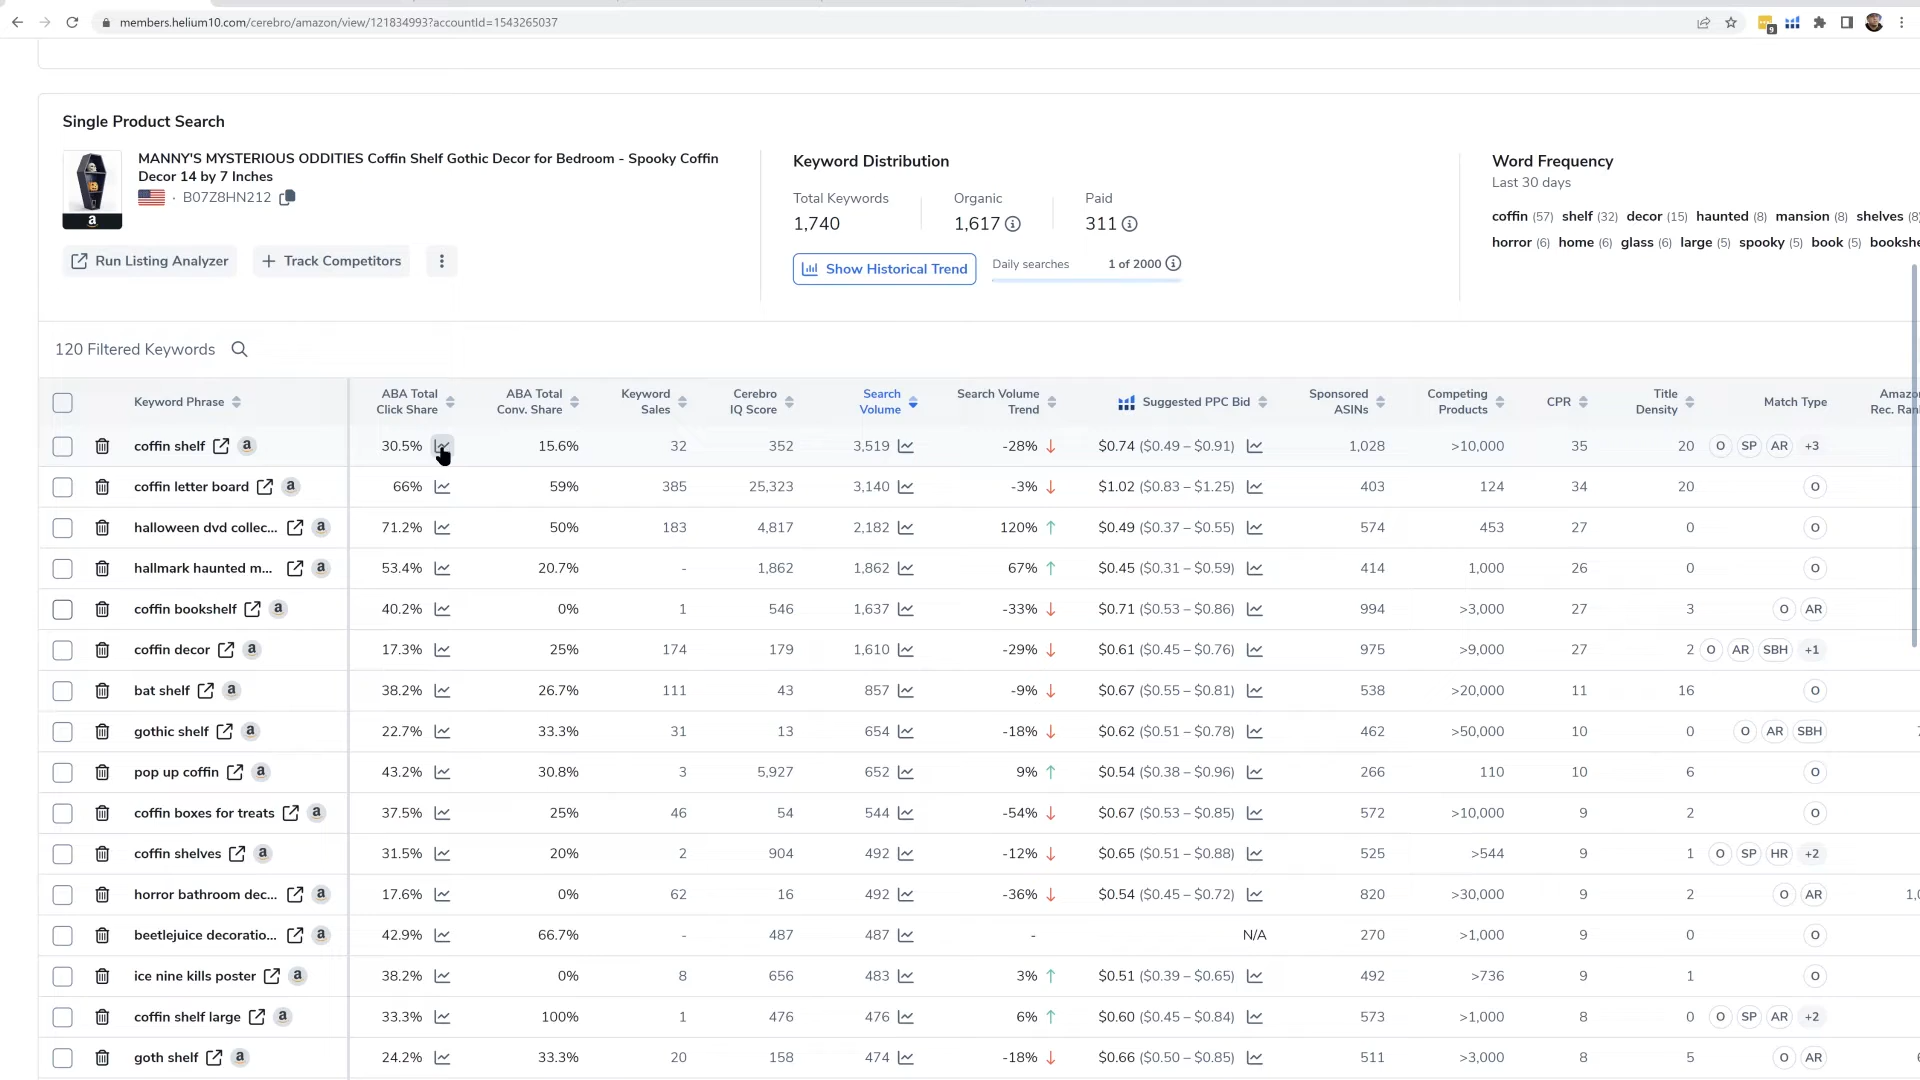 members.helium10.com/cerebro/amazon/view/121834993?accountId=1543265037
9
Single Product Search
MANNY'S MYSTERIOUS ODDITIES Coffin Shelf Gothic Decor for Bedroom - Spooky Coffin
Decor 14 by 7 Inches
· B07Z8HN212
a
Run Listing Analyzer
+ Track Competitors
Keyword Distribution
Total Keywords
1,740
Organic
1,617
Paid
311
Show Historical Trend
Daily searches 1 of 2000
Word Frequency
Last 30 days
coffin (57) shelf (32) decor (15) haunted (8) mansion (8) shelves (8)
horror (6) home (6) glass (6) large (5) spooky (5) book (5) bookshe
120 Filtered Keywords
Keyword Phrase
ABA Total
Click Share
ABA Total
Conv. Share
Keyword
Sales
Cerebro
IQ Score
Search
Volume
Search Volume
Trend
Suggested PPC Bid
Sponsored
ASINs
Competing
Products
CPR
Title
Density
Match Type
Amazo
Rec. Ran
coffin shelf a 30.5% 15.6% 32 352 3,519 -28% ↓ $0.74 ($0.49 – $0.91) 1,028 >10,000 35 20 O SP AR +3
coffin letter board a 66% 59% 385 25,323 3,140 -3% ↓ $1.02 ($0.83 – $1.25) 403 124 34 20 O
halloween dvd collec... a 71.2% 50% 183 4,817 2,182 120% ↑ $0.49 ($0.37 – $0.55) 574 453 27 0 O
hallmark haunted m... a 53.4% 20.7% - 1,862 1,862 67% ↑ $0.45 ($0.31 – $0.59) 414 1,000 26 0 O
coffin bookshelf a 40.2% 0% 1 546 1,637 -33% ↓ $0.71 ($0.53 – $0.86) 994 >3,000 27 3 O AR
coffin decor a 17.3% 25% 174 179 1,610 -29% ↓ $0.61 ($0.45 – $0.76) 975 >9,000 27 2 O AR SBH +1
bat shelf a 38.2% 26.7% 111 43 857 -9% ↓ $0.67 ($0.55 – $0.81) 538 >20,000 11 16 O
gothic shelf a 22.7% 33.3% 31 13 654 -18% ↓ $0.62 ($0.51 – $0.78) 462 >50,000 10 0 O AR SBH
pop up coffin a 43.2% 30.8% 3 5,927 652 9% ↑ $0.54 ($0.38 – $0.96) 266 110 10 6 O
coffin boxes for treats a 37.5% 25% 46 54 544 -54% ↓ $0.67 ($0.53 – $0.85) 572 >10,000 9 2 O
coffin shelves a 31.5% 20% 2 904 492 -12% ↓ $0.65 ($0.51 – $0.88) 525 >544 9 1 O SP HR +2
horror bathroom dec... a 17.6% 0% 62 16 492 -36% ↓ $0.54 ($0.45 – $0.72) 820 >30,000 9 2 O AR 1,0
beetlejuice decoratio... a 42.9% 66.7% - 487 487 - N/A 270 >1,000 9 0 O
ice nine kills poster a 38.2% 0% 8 656 483 3% ↑ $0.51 ($0.39 – $0.65) 492 >736 9 1 O
coffin shelf large a 33.3% 100% 1 476 476 6% ↑ $0.60 ($0.45 – $0.84) 573 >1,000 8 0 O SP AR +2
goth shelf a 24.2% 33.3% 20 158 474 -18% ↓ $0.66 ($0.50 – $0.85) 511 >3,000 8 5 O AR